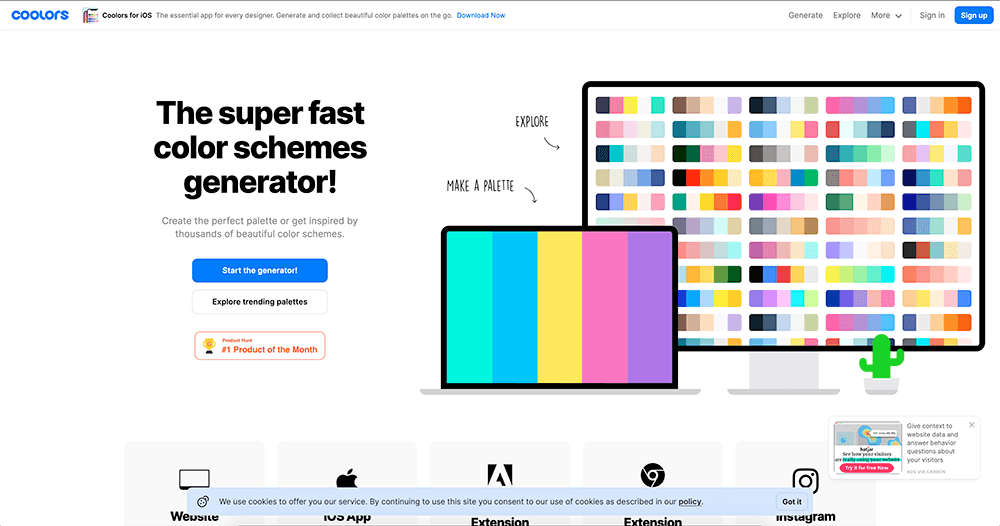 COOLORS
Coolors for iOS The essential app for every designer. Generate and collect beautiful color palettes on the go. Download Now
Generate Explore More Sign in Sign up
The super fast
color schemes
generator!
Create the perfect palette or get inspired by
thousands of beautiful color schemes.
Start the generator!
Explore trending palettes
Product Hunt
#1 Product of the Month
EXPLORE
MAKE A PALETTE
hotjar
See how your visitors
are really using your website
Try it for free Now
Give context to
website data and
answer behavior
questions about
your visitors
ADS VIA CARBON
Website
iOS App
Extension
Extension
Instagram
We use cookies to offer you our service. By continuing to use this site you consent to our use of cookies as described in our policy.
Got it